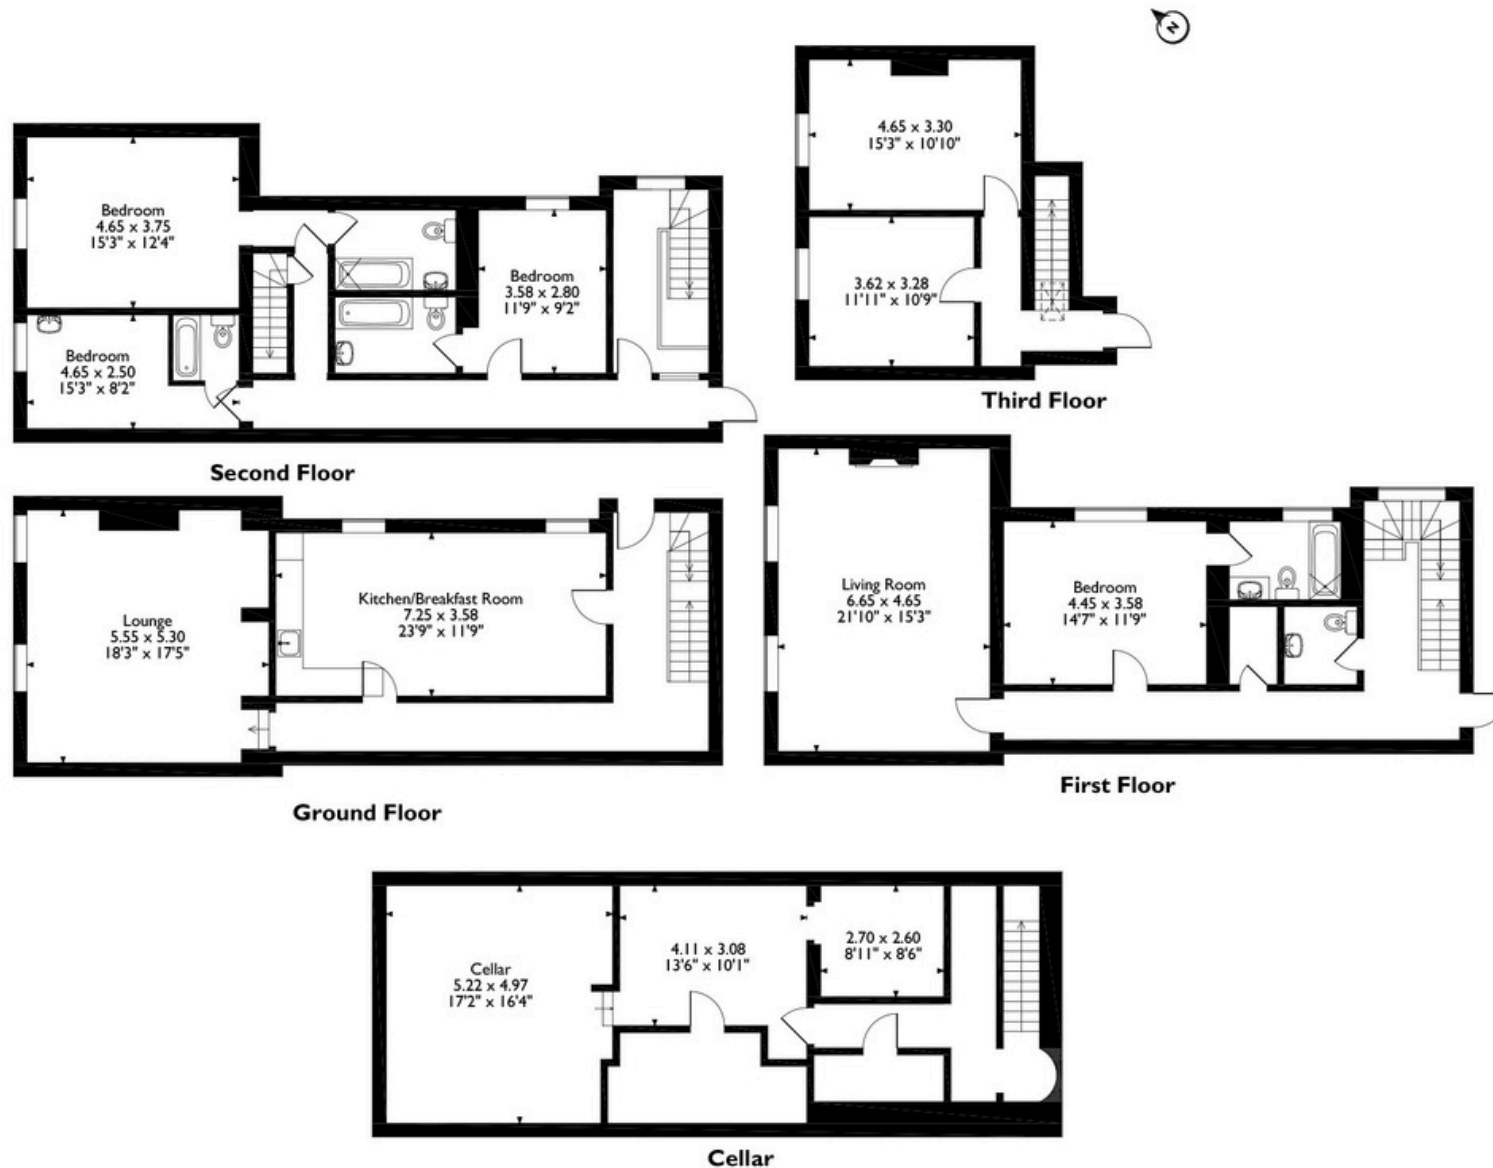 N
4.65 x 3.30
15'3" x 10'10"
3.62 x 3.28
11'11" x 10'9"
Third Floor
Bedroom
4.65 x 3.75
15'3" x 12'4"
Bedroom
3.58 x 2.80
11'9" x 9'2"
Bedroom
4.65 x 2.50
15'3" x 8'2"
Second Floor
Lounge
5.55 x 5.30
18'3" x 17'5"
Kitchen/Breakfast Room
7.25 x 3.58
23'9" x 11'9"
Ground Floor
Living Room
6.65 x 4.65
21'10" x 15'3"
Bedroom
4.45 x 3.58
14'7" x 11'9"
First Floor
Cellar
5.22 x 4.97
17'2" x 16'4"
4.11 x 3.08
13'6" x 10'1"
2.70 x 2.60
8'11" x 8'6"
Cellar